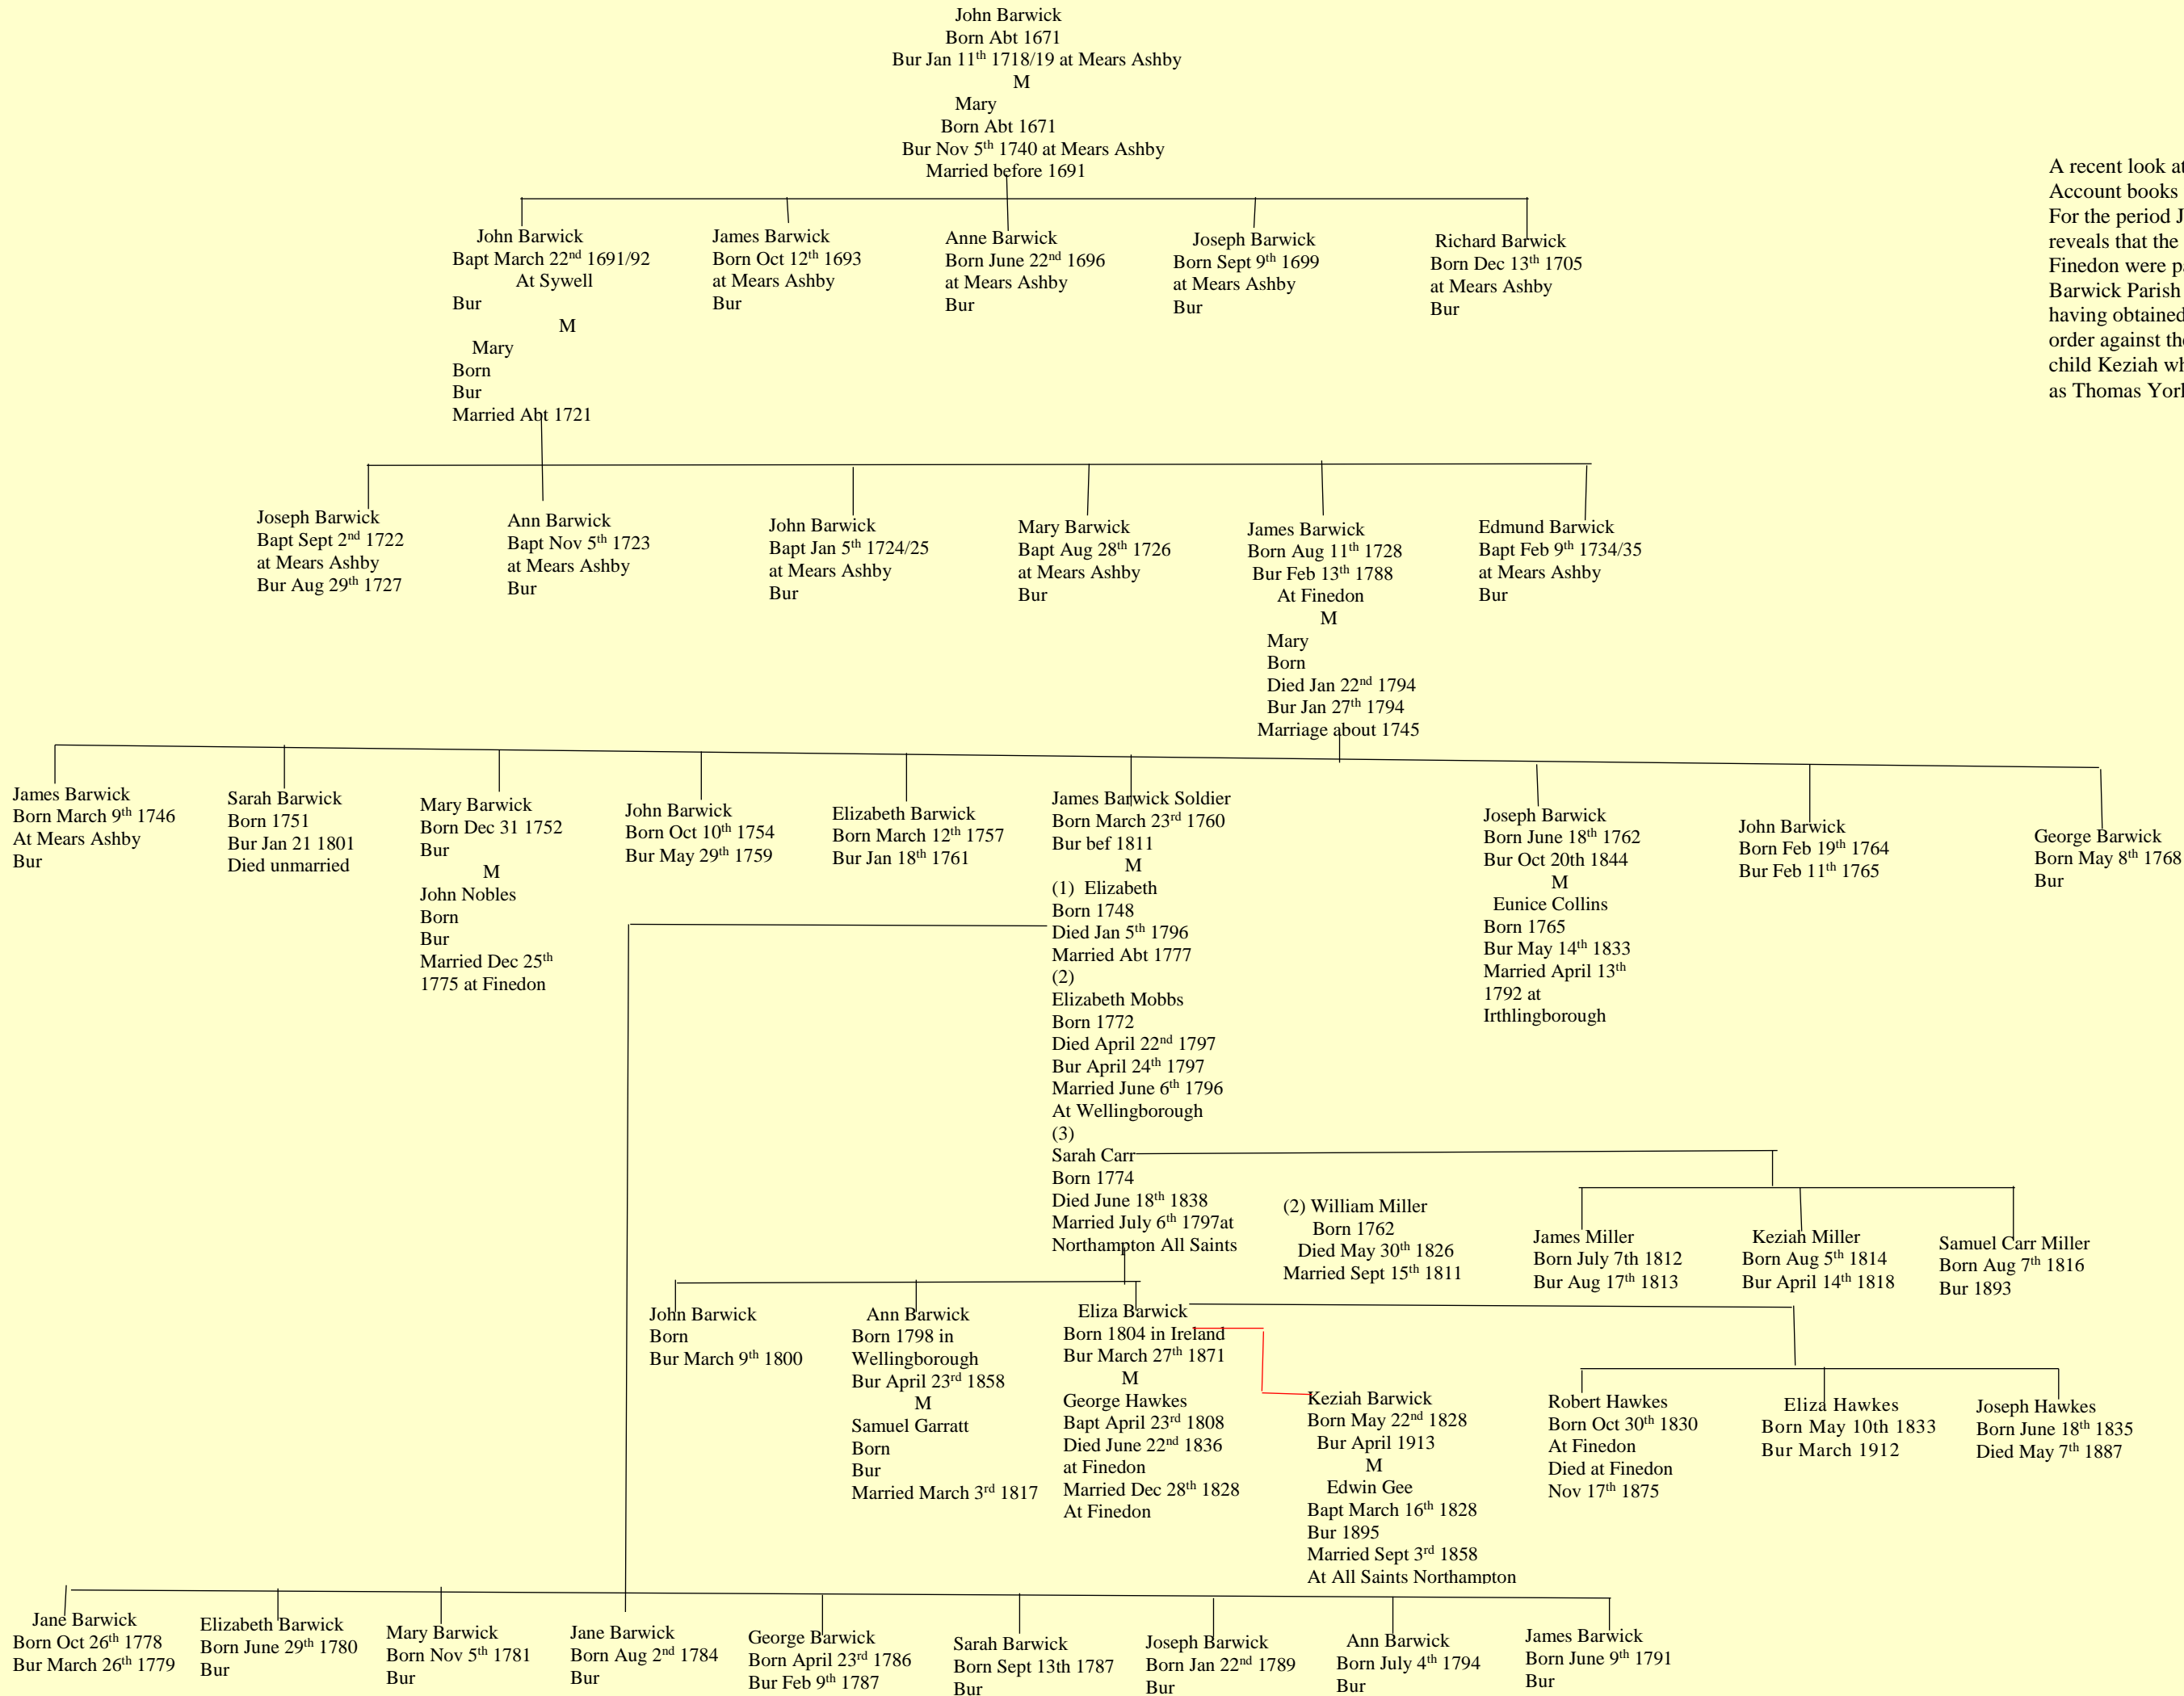 John Barwick
Born Abt 1671
Bur Jan 11th 1718/19 at Mears Ashby
M
Mary
Born Abt 1671
Bur Nov 5th 1740 at Mears Ashby
Married before 1691
A recent look at
Account books
For the period J
reveals that the
Finedon were p
Barwick Parish
having obtained
order against the
child Keziah wh
as Thomas York
John Barwick
Bapt March 22nd 1691/92
At Sywell
Bur
M
Mary
Born
Bur
Married Abt 1721
James Barwick
Born Oct 12th 1693
at Mears Ashby
Bur
Anne Barwick
Born June 22nd 1696
at Mears Ashby
Bur
Joseph Barwick
Born Sept 9th 1699
at Mears Ashby
Bur
Richard Barwick
Born Dec 13th 1705
at Mears Ashby
Bur
Joseph Barwick
Bapt Sept 2nd 1722
at Mears Ashby
Bur Aug 29th 1727
Ann Barwick
Bapt Nov 5th 1723
at Mears Ashby
Bur
John Barwick
Bapt Jan 5th 1724/25
at Mears Ashby
Bur
Mary Barwick
Bapt Aug 28th 1726
at Mears Ashby
Bur
James Barwick
Born Aug 11th 1728
Bur Feb 13th 1788
At Finedon
M
Mary
Born
Died Jan 22nd 1794
Bur Jan 27th 1794
Marriage about 1745
Edmund Barwick
Bapt Feb 9th 1734/35
at Mears Ashby
Bur
James Barwick
Born March 9th 1746
At Mears Ashby
Bur
Sarah Barwick
Born 1751
Bur Jan 21 1801
Died unmarried
Mary Barwick
Born Dec 31 1752
Bur
M
John Nobles
Born
Bur
Married Dec 25th
1775 at Finedon
John Barwick
Born Oct 10th 1754
Bur May 29th 1759
Elizabeth Barwick
Born March 12th 1757
Bur Jan 18th 1761
James Barwick Soldier
Born March 23rd 1760
Bur bef 1811
M
(1) Elizabeth
Born 1748
Died Jan 5th 1796
Married Abt 1777
(2)
Elizabeth Mobbs
Born 1772
Died April 22nd 1797
Bur April 24th 1797
Married June 6th 1796
At Wellingborough
(3)
Sarah Carr
Born 1774
Died June 18th 1838
Married July 6th 1797at
Northampton All Saints
Joseph Barwick
Born June 18th 1762
Bur Oct 20th 1844
M
Eunice Collins
Born 1765
Bur May 14th 1833
Married April 13th
1792 at
Irthlingborough
John Barwick
Born Feb 19th 1764
Bur Feb 11th 1765
George Barwick
Born May 8th 1768
Bur
(2) William Miller
Born 1762
Died May 30th 1826
Married Sept 15th 1811
James Miller
Born July 7th 1812
Bur Aug 17th 1813
Keziah Miller
Born Aug 5th 1814
Bur April 14th 1818
Samuel Carr Miller
Born Aug 7th 1816
Bur 1893
John Barwick
Born
Bur March 9th 1800
Ann Barwick
Born 1798 in
Wellingborough
Bur April 23rd 1858
M
Samuel Garratt
Born
Bur
Married March 3rd 1817
Eliza Barwick
Born 1804 in Ireland
Bur March 27th 1871
M
George Hawkes
Bapt April 23rd 1808
Died June 22nd 1836
at Finedon
Married Dec 28th 1828
At Finedon
Keziah Barwick
Born May 22nd 1828
Bur April 1913
M
Edwin Gee
Bapt March 16th 1828
Bur 1895
Married Sept 3rd 1858
At All Saints Northampton
Robert Hawkes
Born Oct 30th 1830
At Finedon
Died at Finedon
Nov 17th 1875
Eliza Hawkes
Born May 10th 1833
Bur March 1912
Joseph Hawkes
Born June 18th 1835
Died May 7th 1887
Jane Barwick
Born Oct 26th 1778
Bur March 26th 1779
Elizabeth Barwick
Born June 29th 1780
Bur
Mary Barwick
Born Nov 5th 1781
Bur
Jane Barwick
Born Aug 2nd 1784
Bur
George Barwick
Born April 23rd 1786
Bur Feb 9th 1787
Sarah Barwick
Born Sept 13th 1787
Bur
Joseph Barwick
Born Jan 22nd 1789
Bur
Ann Barwick
Born July 4th 1794
Bur
James Barwick
Born June 9th 1791
Bur